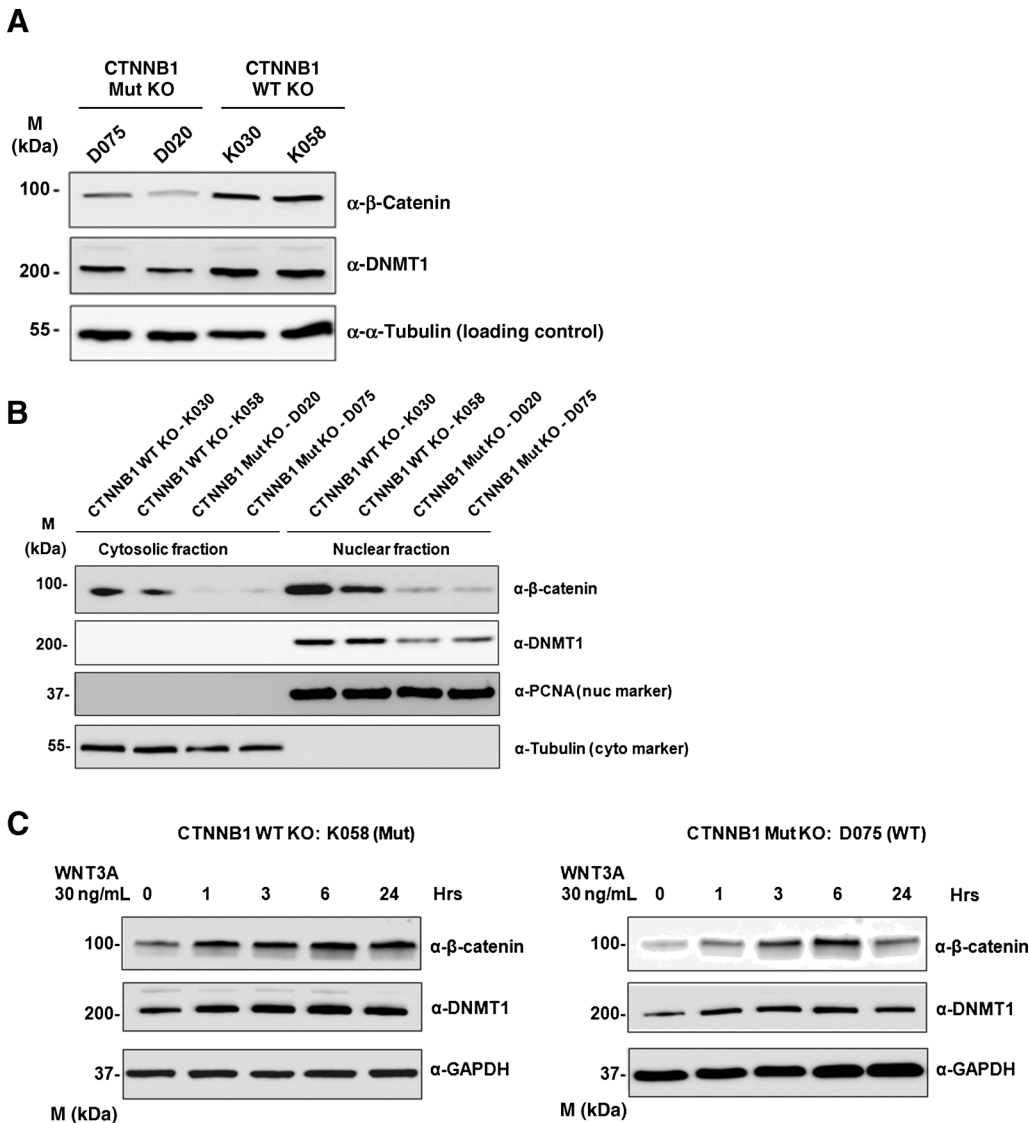 A
CTNNB1
Mut KO
CTNNB1
WT KO
M
(kDa)
D075
D020
K030
K058
100 -
α-β-Catenin
200 -
α-DNMT1
55 -
α-α-Tubulin (loading control)
B
CTNNB1 WT KO - K030
CTNNB1 WT KO - K058
CTNNB1 Mut KO - D020
CTNNB1 Mut KO - D075
CTNNB1 WT KO - K030
CTNNB1 WT KO - K058
CTNNB1 Mut KO - D020
CTNNB1 Mut KO - D075
M
(kDa)
Cytosolic fraction
Nuclear fraction
100-
α-β-catenin
200-
α-DNMT1
37-
α-PCNA (nuc marker)
55-
α-Tubulin (cyto marker)
C
CTNNB1 WT KO: K058 (Mut)
WNT3A
30 ng/mL 0 1 3 6 24 Hrs
100-
α-β-catenin
200-
α-DNMT1
37-
α-GAPDH
M (kDa)
CTNNB1 Mut KO: D075 (WT)
WNT3A
30 ng/mL 0 1 3 6 24 Hrs
100-
α-β-catenin
200-
α-DNMT1
37-
α-GAPDH
M (kDa)